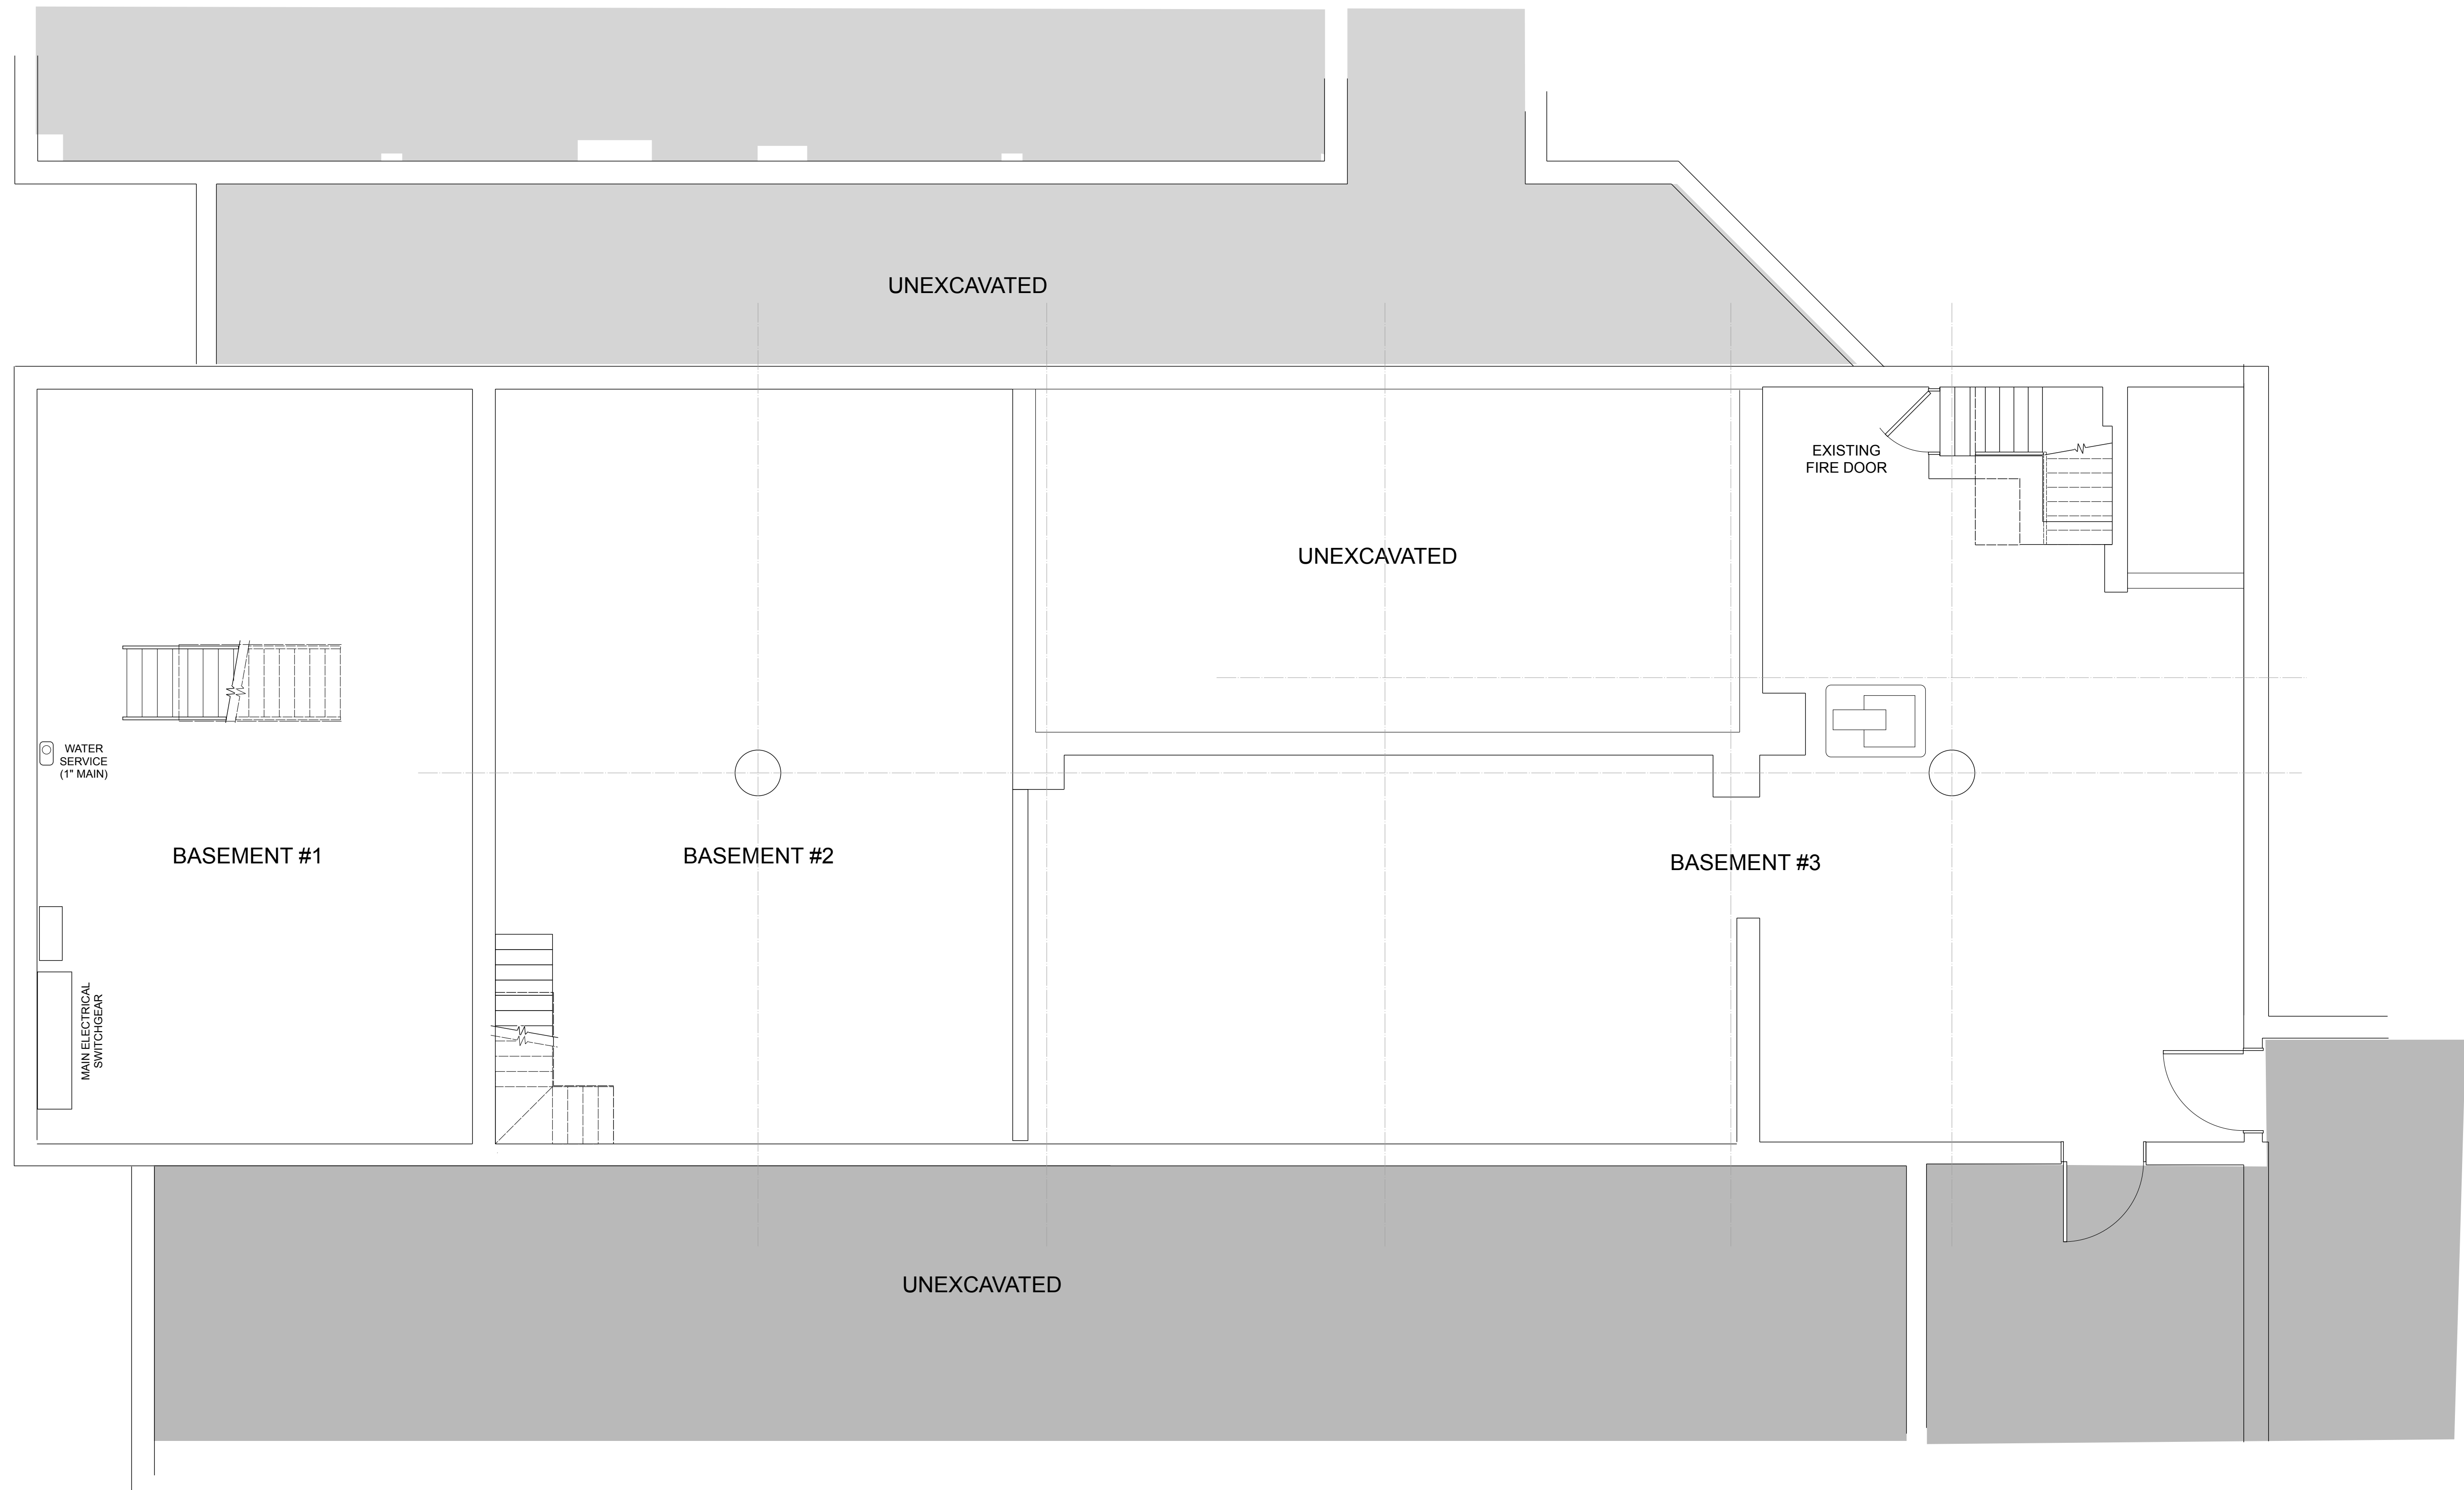 UNEXCAVATED
EXISTING
FIRE DOOR
UNEXCAVATED
WATER
SERVICE
(1" MAIN)
BASEMENT #1
BASEMENT #2
BASEMENT #3
MAIN ELECTRICAL
SWITCHGEAR
UNEXCAVATED